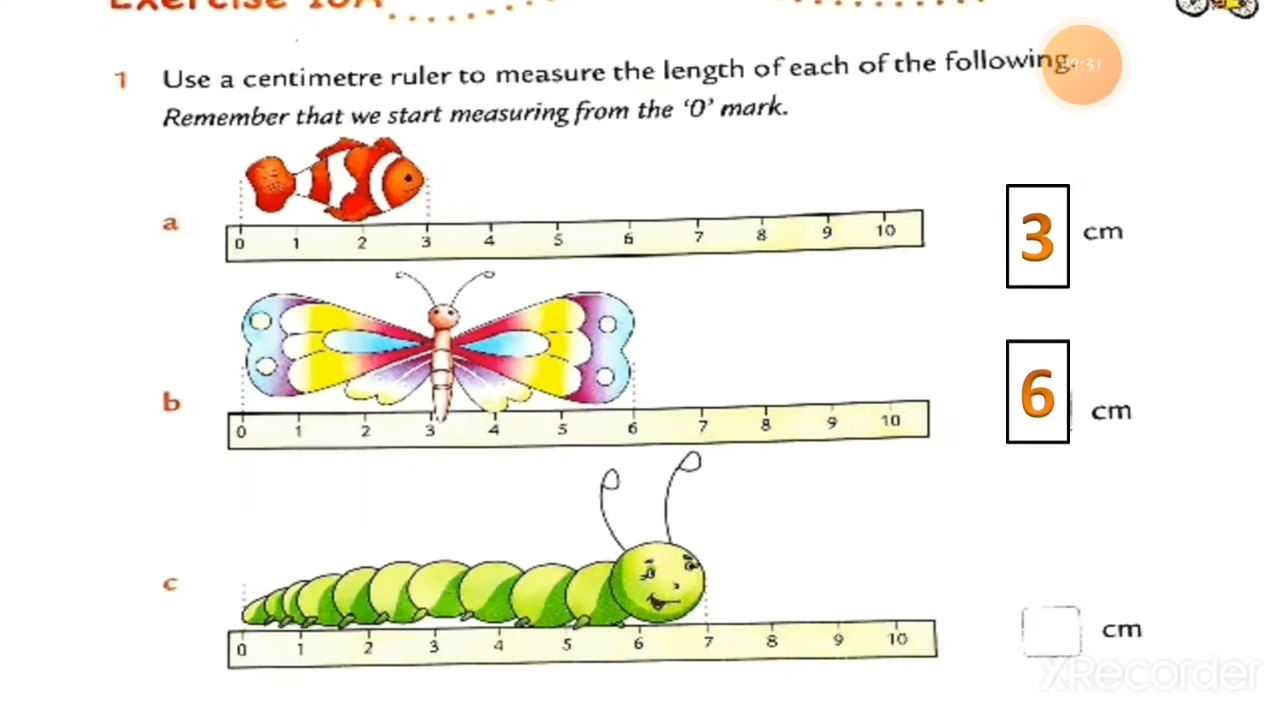 Exercise 10A
1 Use a centimetre ruler to measure the length of each of the following.
Remember that we start measuring from the ‘0’ mark.
a
0 1 2 3 4 5 6 7 8 9 10
3 cm
b
0 1 2 3 4 5 6 7 8 9 10
6 cm
c
0 1 2 3 4 5 6 7 8 9 10
cm
XRecorder